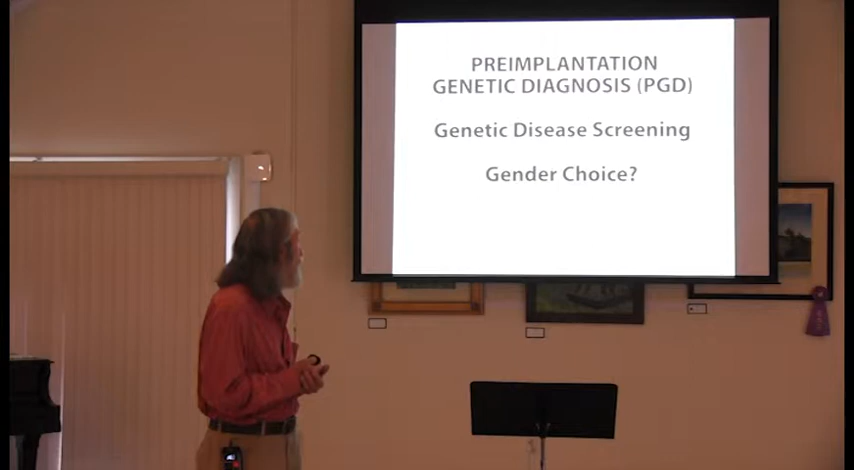 PREIMPLANTATION
GENETIC DIAGNOSIS (PGD)
Genetic Disease Screening
Gender Choice?